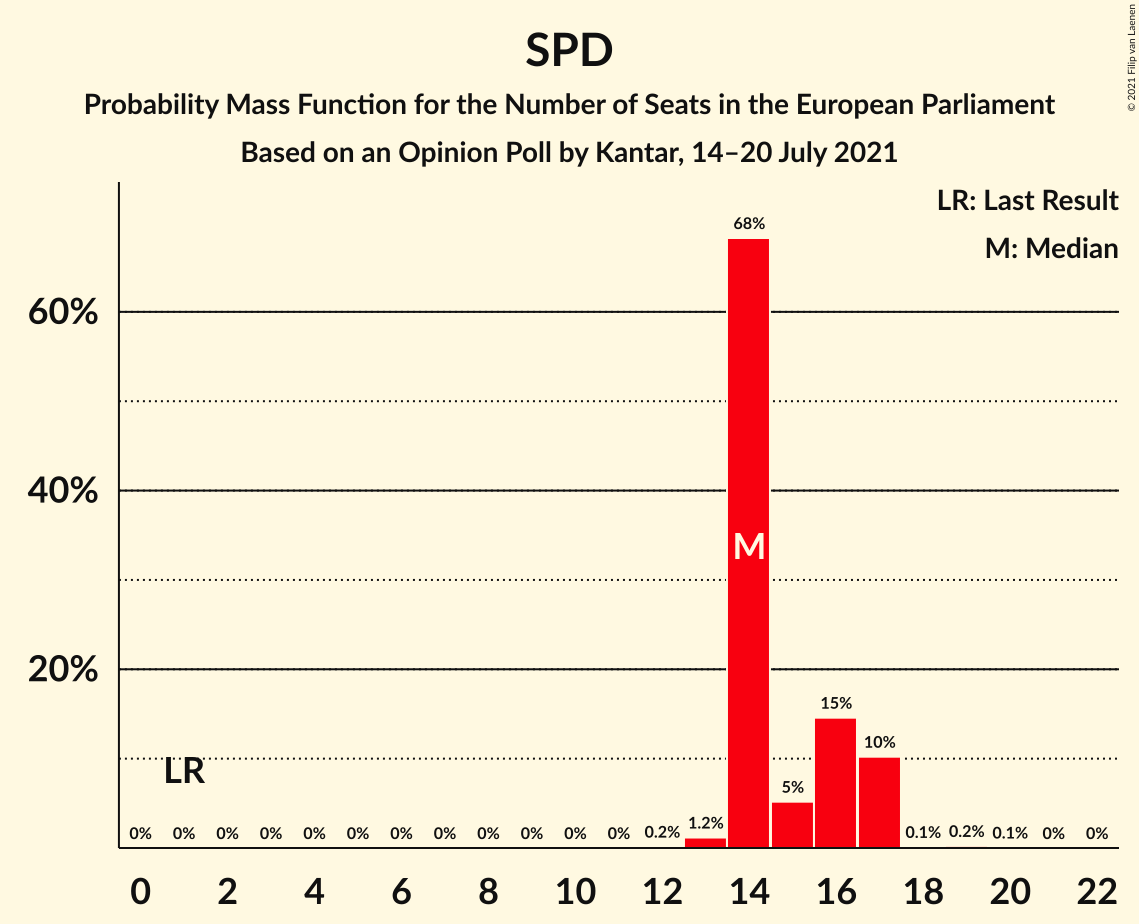 SPD
Probability Mass Function for the Number of Seats in the European Parliament
Based on an Opinion Poll by Kantar, 14–20 July 2021
© 2021 Filip van Laenen
LR: Last Result
M: Median
68%
60%
40%
M
20%
15%
10%
LR
5%
0% 0% 0% 0% 0% 0% 0% 0% 0% 0% 0% 0% 0.2% 1.2% 0.1% 0.2% 0.1% 0% 0%
0 2 4 6 8 10 12 14 16 18 20 22